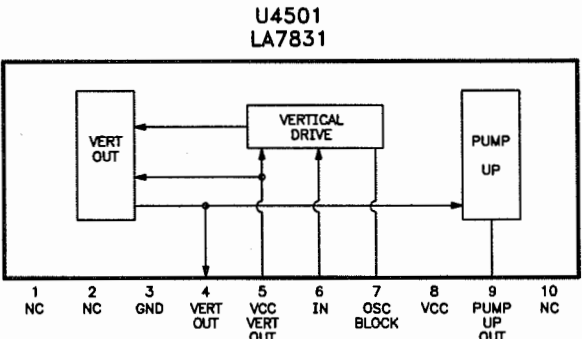 U4501
LA7831
VERT
OUT
VERTICAL
DRIVE
PUMP
UP
1 2 3 4 5 6 7 8 9 10
NC NC GND VERT VCC IN OSC VCC PUMP NC
OUT VERT BLOCK UP
OUT OUT